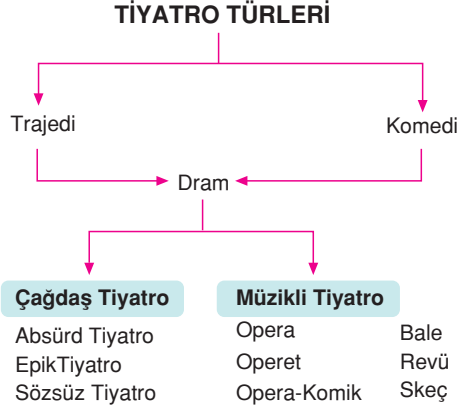 TİYATRO TÜRLERİ
Trajedi
Komedi
Dram
Çağdaş Tiyatro
Absürd Tiyatro
EpikTiyatro
Sözsüz Tiyatro
Müzikli Tiyatro
Opera
Operet
Opera-Komik
Bale
Revü
Skeç